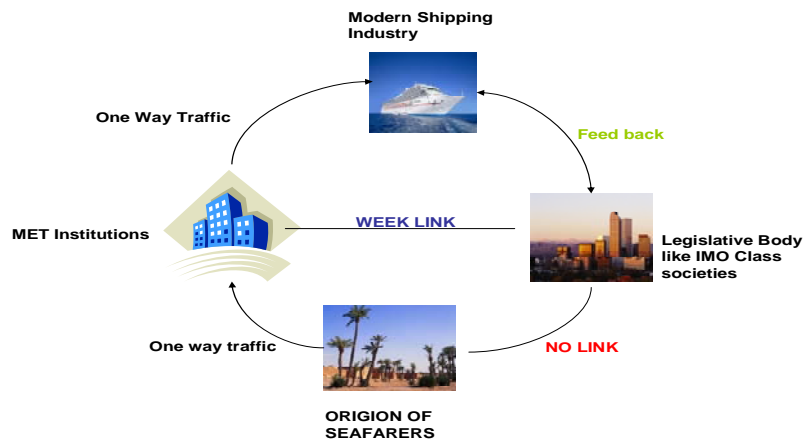 Modern Shipping
Industry
One Way Traffic
Feed back
MET Institutions
WEEK LINK
Legislative Body
like IMO Class
societies
One way traffic
NO LINK
ORIGION OF
SEAFARERS